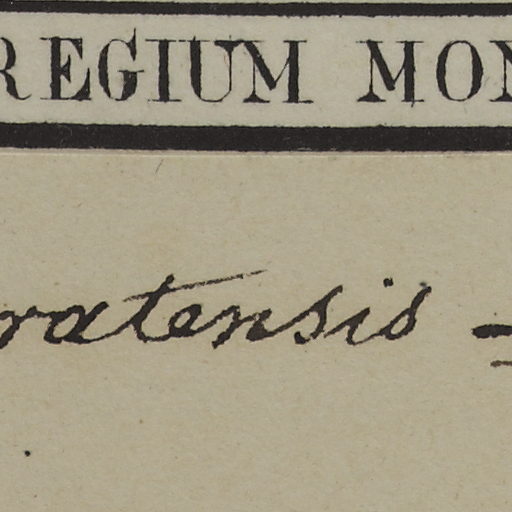 REGIUM MON
ratensis -